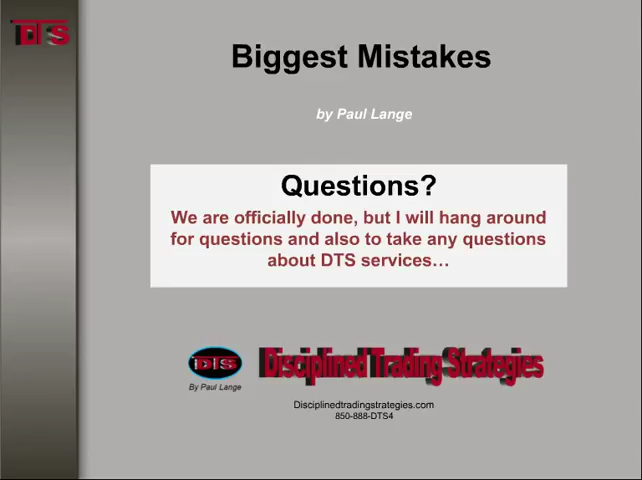 DTS
Biggest Mistakes
by Paul Lange
Questions?
We are officially done, but I will hang around
for questions and also to take any questions
about DTS services…
DTS
Disciplined Trading Strategies
By Paul Lange
Disciplinedtradingstrategies.com
850-888-DTS4